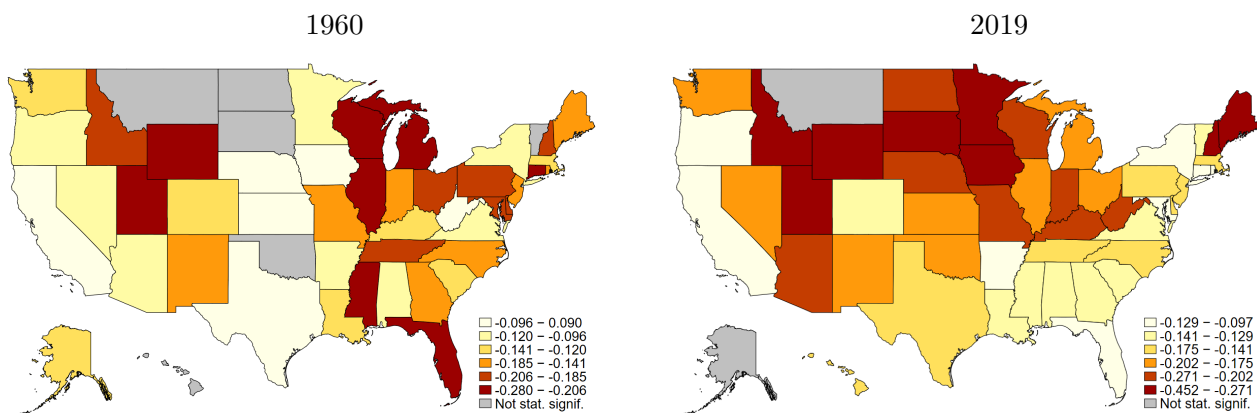 1960
-0.096 − 0.090
-0.120 − -0.096
-0.141 − -0.120
-0.185 − -0.141
-0.206 − -0.185
-0.280 − -0.206
Not stat. signif.
2019
-0.129 − -0.097
-0.141 − -0.129
-0.175 − -0.141
-0.202 − -0.175
-0.271 − -0.202
-0.452 − -0.271
Not stat. signif.